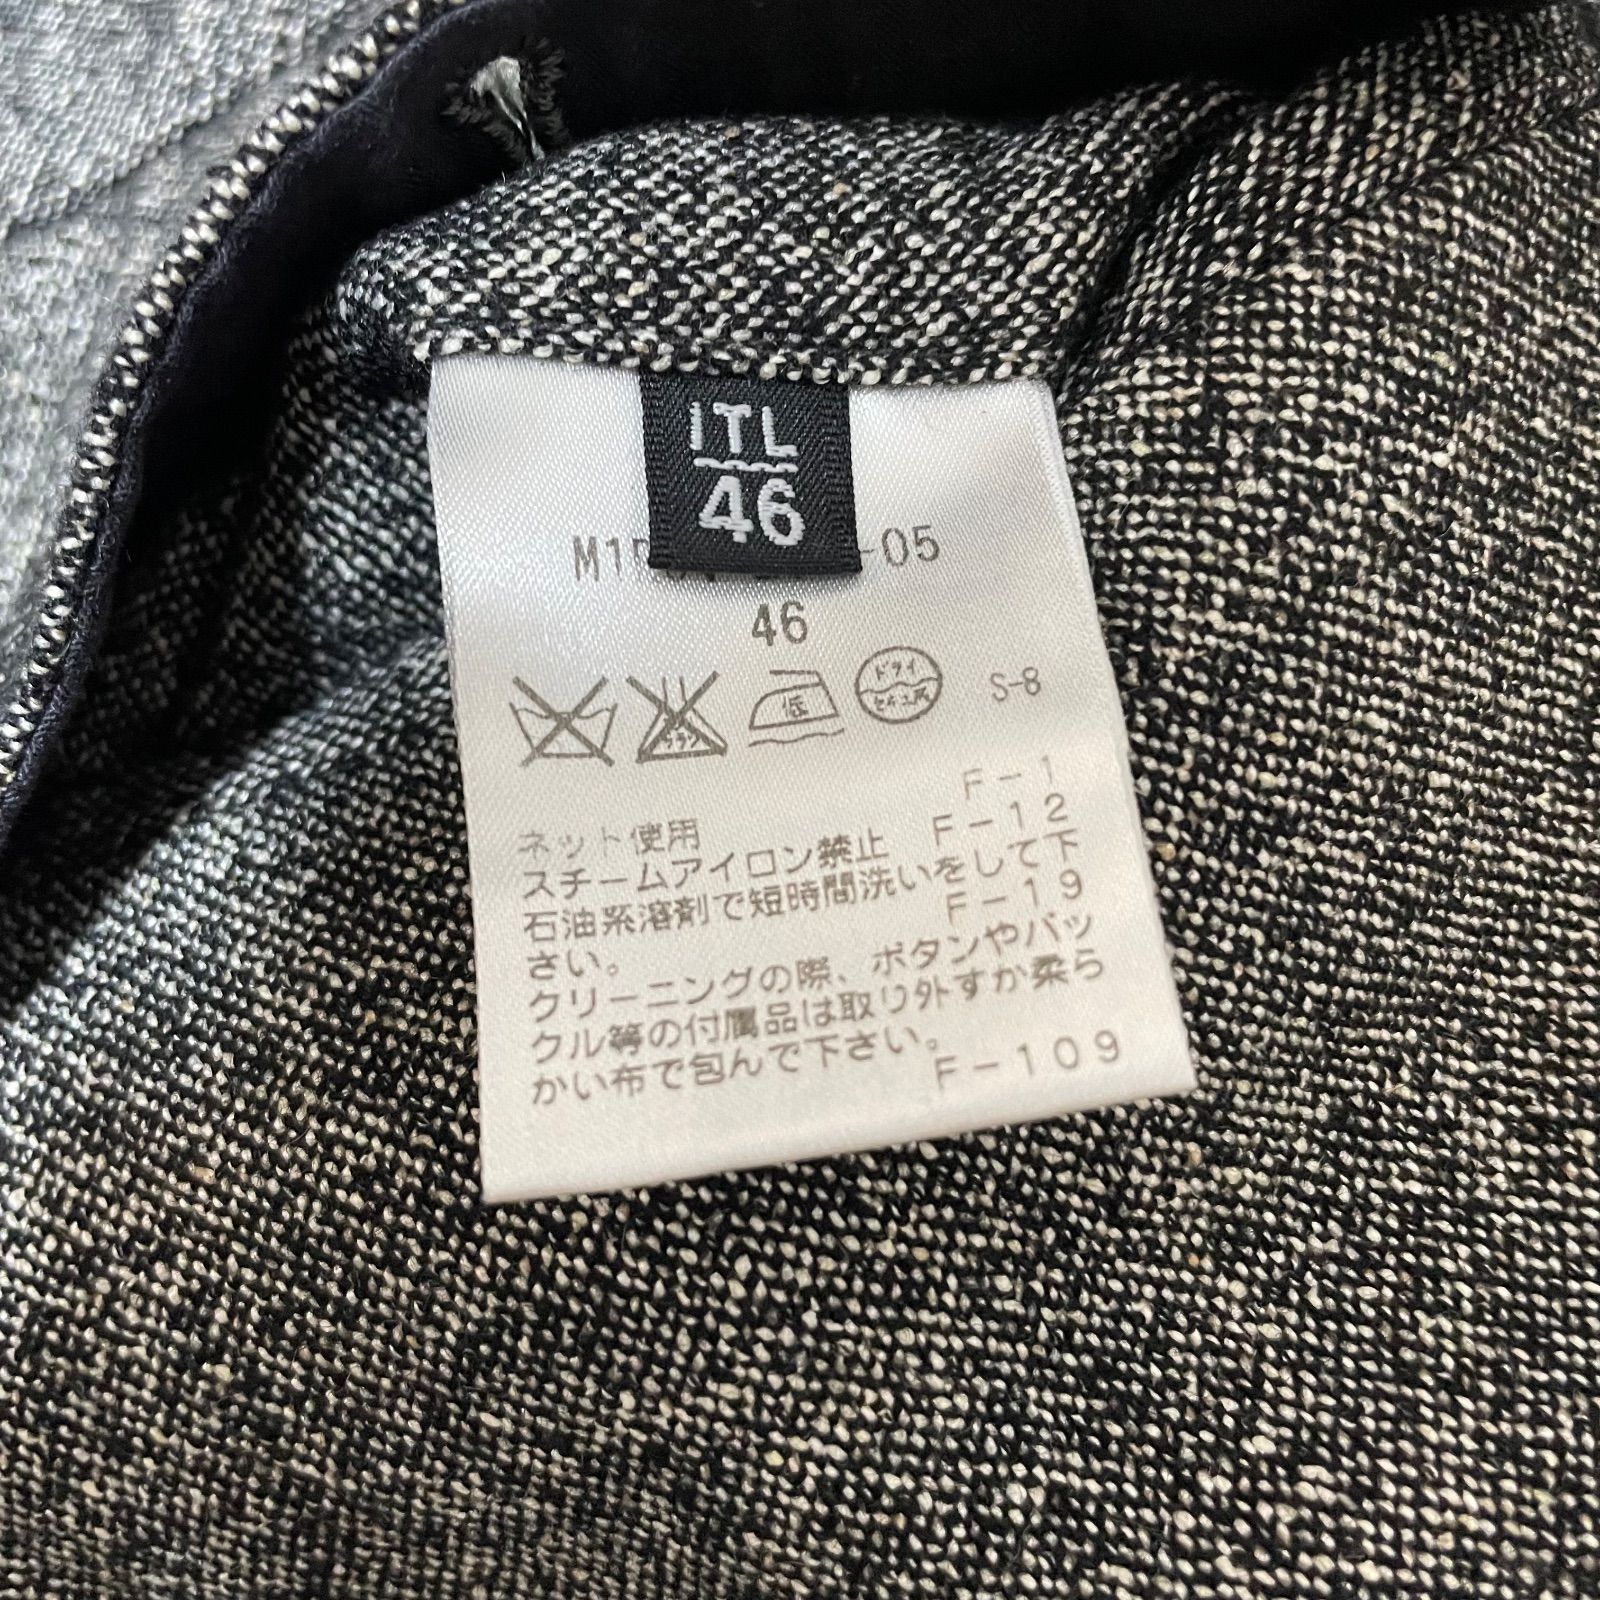 ITL
46
-05
46
低
ドライ
セキユ系
S-8
F-1
ネット使用
F-12
スチームアイロン禁止
石油系溶剤で短時間洗いをして下
F-19
さい。
クリーニングの際、ボタンやバッ
クル等の付属品は取り外すか柔ら
かい布で包んで下さい。
F-109